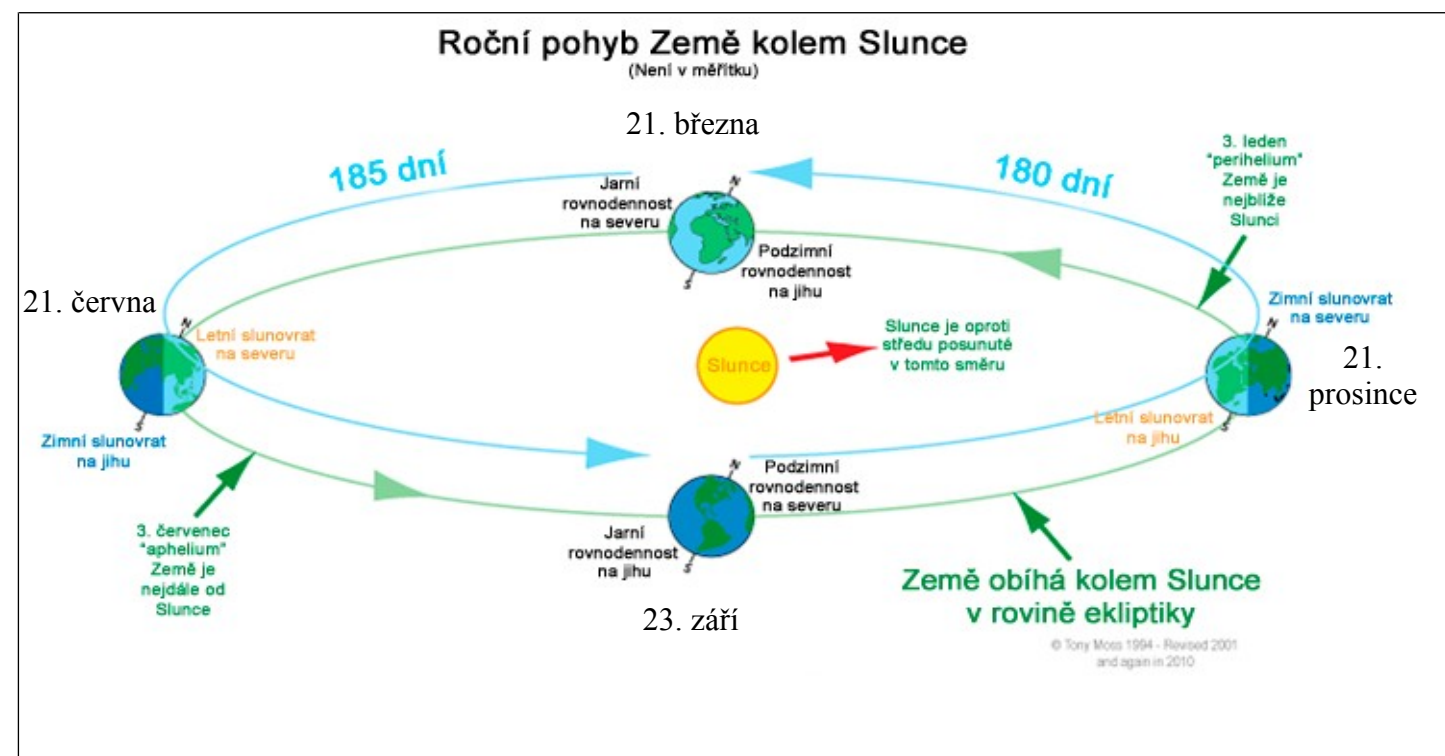 Roční pohyb Země kolem Slunce
(Není v měřítku)
21. března
185 dní
180 dní
3. leden
"perihelium"
Země je
nejblíže
Slunci
Jarní
rovnodennost
na severu
N
S
Podzimní
rovnodennost
na jihu
21. června
N
Letní slunovrat
na severu
S
Zimní slunovrat
na jihu
Slunce
Slunce je oproti
středu posunuté
v tomto směru
Zimní slunovrat
na severu
N
21.
prosince
S
Letní slunovrat
na jihu
3. červenec
"aphelium"
Země je
nejdále od
Slunce
N
Podzimní
rovnodennost
na severu
Jarní
rovnodennost
na jihu
S
23. září
Země obíhá kolem Slunce
v rovině ekliptiky
© Tony Moss 1994 - Revised 2001
and again in 2010